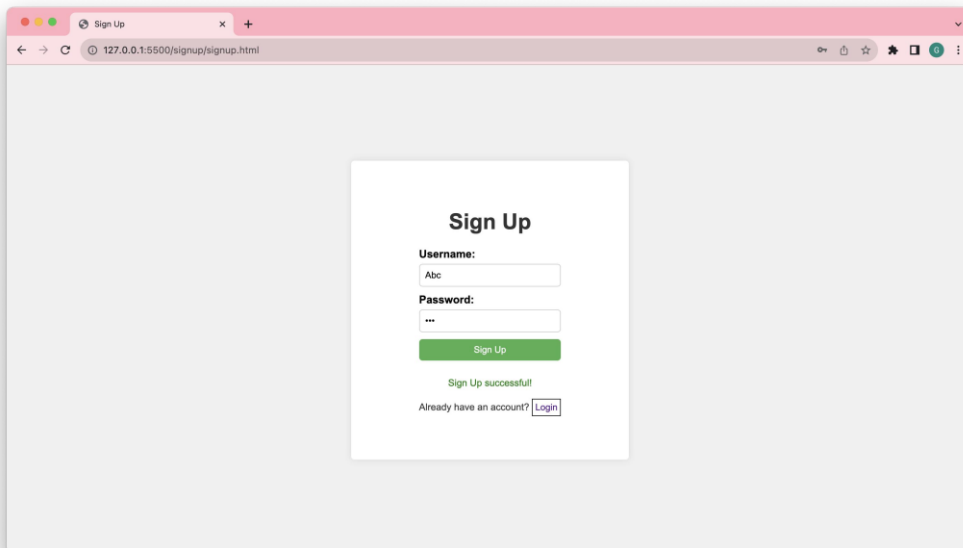 Sign Up
127.0.0.1:5500/signup/signup.html
G
Sign Up
Username:
Abc
Password:
•••
Sign Up
Sign Up successful!
Already have an account? Login